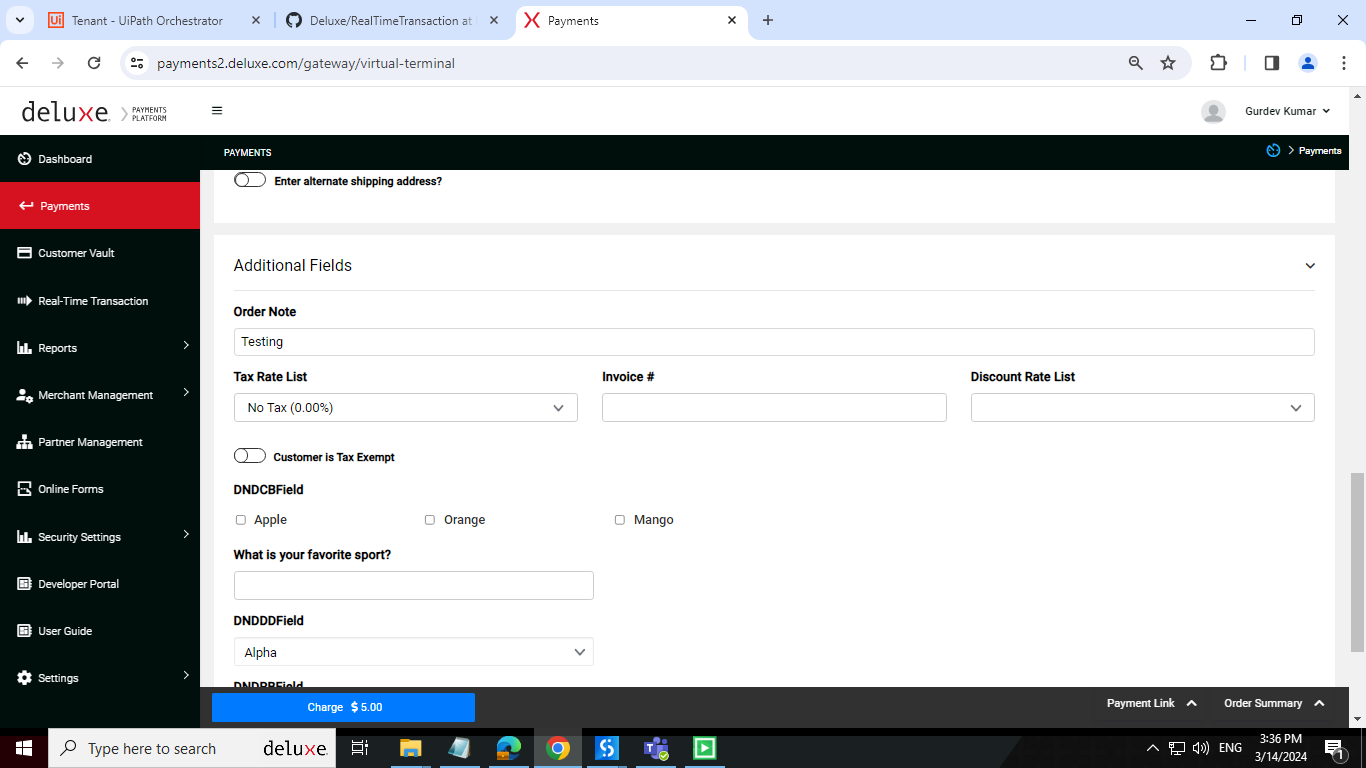 Tenant - UiPath Orchestrator
Deluxe/RealTimeTransaction at
Payments
payments2.deluxe.com/gateway/virtual-terminal
deluxe. PAYMENTS PLATFORM
Gurdev Kumar
PAYMENTS
Payments
Dashboard
Payments
Customer Vault
Real-Time Transaction
Reports
Merchant Management
Partner Management
Online Forms
Security Settings
Developer Portal
User Guide
Settings
Enter alternate shipping address?
Additional Fields
Order Note
Testing
Tax Rate List Invoice # Discount Rate List
No Tax (0.00%)
Customer is Tax Exempt
DNDCBField
Apple Orange Mango
What is your favorite sport?
DNDDDField
Alpha
Charge $ 5.00
Payment Link Order Summary
Type here to search deluxe.
ENG
3:36 PM
3/14/2024
1